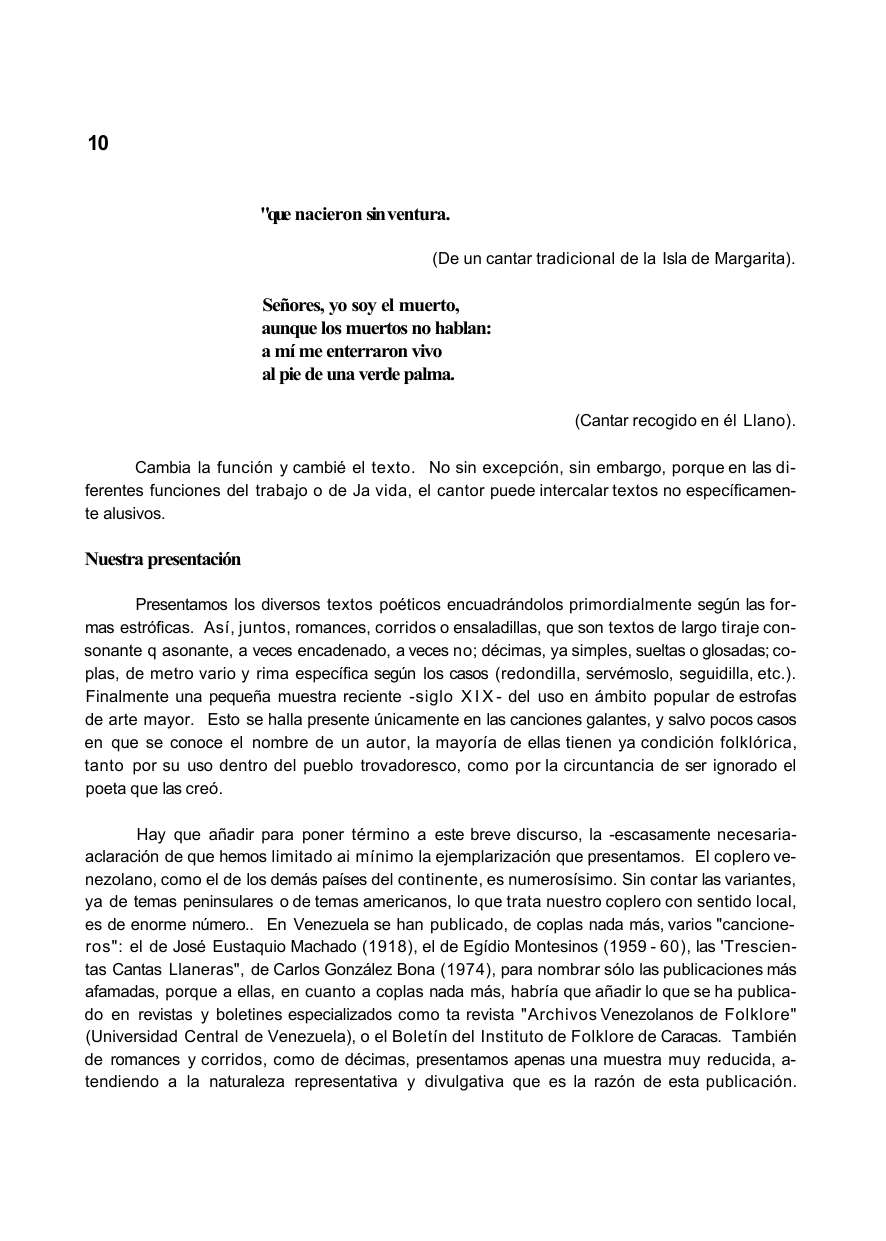 10
"que nacieron sin ventura.
(De un cantar tradicional de la Isla de Margarita).
Señores, yo soy el muerto,
aunque los muertos no hablan:
a mí me enterraron vivo
al pie de una verde palma.
(Cantar recogido en él Llano).
Cambia la función y cambié el texto. No sin excepción, sin embargo, porque en las di-
ferentes funciones del trabajo o de Ja vida, el cantor puede intercalar textos no específicamen-
te alusivos.
Nuestra presentación
Presentamos los diversos textos poéticos encuadrándolos primordialmente según las for-
mas estróficas. Así, juntos, romances, corridos o ensaladillas, que son textos de largo tiraje con-
sonante q asonante, a veces encadenado, a veces no; décimas, ya simples, sueltas o glosadas; co-
plas, de metro vario y rima específica según los casos (redondilla, servémoslo, seguidilla, etc.).
Finalmente una pequeña muestra reciente -siglo XIX- del uso en ámbito popular de estrofas
de arte mayor. Esto se halla presente únicamente en las canciones galantes, y salvo pocos casos
en que se conoce el nombre de un autor, la mayoría de ellas tienen ya condición folklórica,
tanto por su uso dentro del pueblo trovadoresco, como por la circuntancia de ser ignorado el
poeta que las creó.
Hay que añadir para poner término a este breve discurso, la -escasamente necesaria-
aclaración de que hemos limitado ai mínimo la ejemplarización que presentamos. El coplero ve-
nezolano, como el de los demás países del continente, es numerosísimo. Sin contar las variantes,
ya de temas peninsulares o de temas americanos, lo que trata nuestro coplero con sentido local,
es de enorme número.. En Venezuela se han publicado, de coplas nada más, varios "cancione-
ros": el de José Eustaquio Machado (1918), el de Egídio Montesinos (1959 - 60), las 'Trescien-
tas Cantas Llaneras", de Carlos González Bona (1974), para nombrar sólo las publicaciones más
afamadas, porque a ellas, en cuanto a coplas nada más, habría que añadir lo que se ha publica-
do en revistas y boletines especializados como ta revista "Archivos Venezolanos de Folklore"
(Universidad Central de Venezuela), o el Boletín del Instituto de Folklore de Caracas. También
de romances y corridos, como de décimas, presentamos apenas una muestra muy reducida, a-
tendiendo a la naturaleza representativa y divulgativa que es la razón de esta publicación.